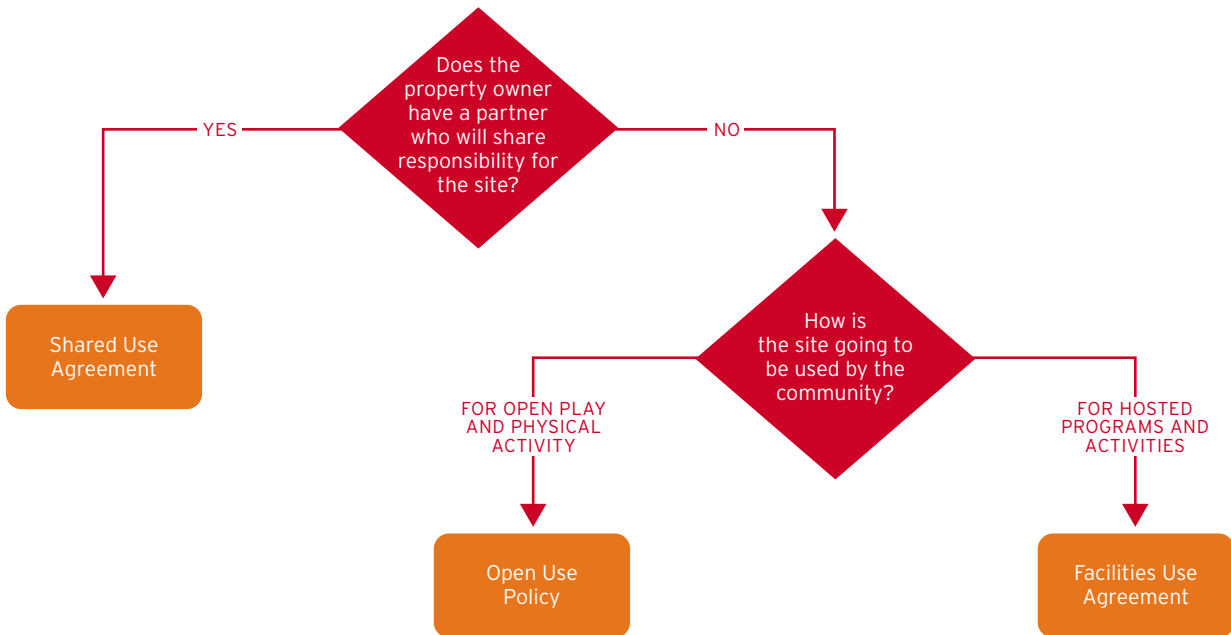 Does the
property owner
have a partner
who will share
responsibility for
the site?
YES
NO
Shared Use
Agreement
How is
the site going to
be used by the
community?
FOR OPEN PLAY
AND PHYSICAL
ACTIVITY
FOR HOSTED
PROGRAMS AND
ACTIVITIES
Open Use
Policy
Facilities Use
Agreement